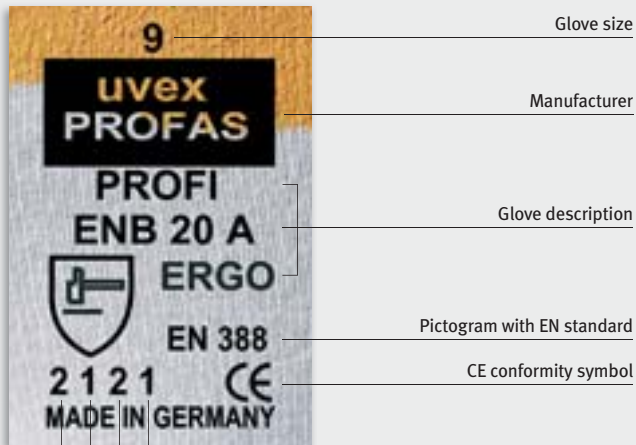 9
uvex
PROFAS
PROFI
ENB 20 A
ERGO
EN 388
2 1 2 1 CE
MADE IN GERMANY
Glove size
Manufacturer
Glove description
Pictogram with EN standard
CE conformity symbol